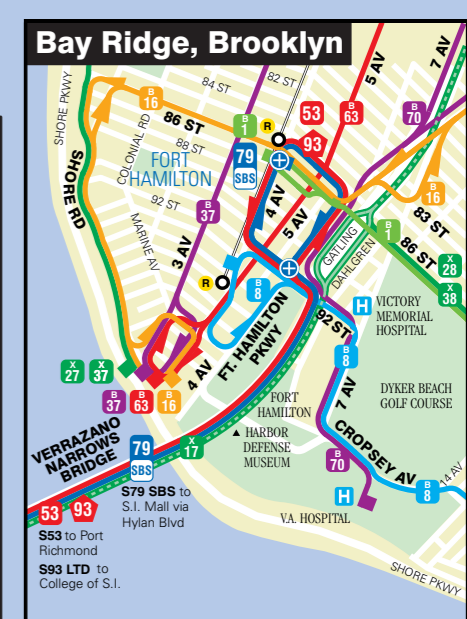 Bay Ridge, Brooklyn
SHORE PKWY
84 ST
82 ST
5 AV
7 AV
B
16
86 ST
B
1
R
53
93
B
63
B
70
COLONIAL RD
88 ST
FORT
HAMILTON
79
SBS
SHORE RD
92 ST
B
37
4 AV
5 AV
B
16
83 ST
MARINE AV
3 AV
GATLING
DAHLGREN
B
1
86 ST
X
28
X
38
R
B
8
FT. HAMILTON
PKWY
92 ST
H
VICTORY
MEMORIAL
HOSPITAL
B
8
X
27
X
37
B
37
B
63
B
16
4 AV
FORT
HAMILTON
7 AV
DYKER BEACH
GOLF COURSE
VERRAZANO
NARROWS
BRIDGE
79
SBS
X
17
HARBOR
DEFENSE
MUSEUM
B
70
CROPSEY AV
14 AV
B
8
H
V.A. HOSPITAL
53
93
S79 SBS to
S.I. Mall via
Hylan Blvd
S53 to Port
Richmond
S93 LTD to
College of S.I.
SHORE PKWY